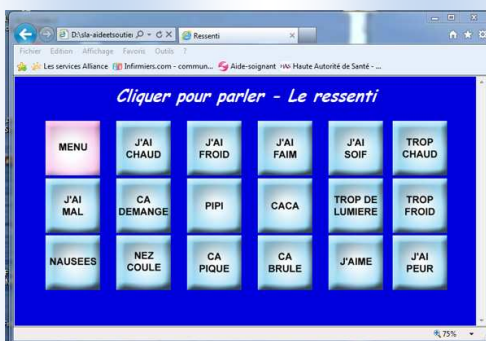 D:\sla-aideetsoutien
Ressenti
Fichier Edition Affichage Favoris Outils ?
Les services Alliance Infirmiers.com - commun... Aide-soignant Haute Autorité de Santé - ...
Cliquer pour parler - Le ressenti
MENU J'AI CHAUD J'AI FROID J'AI FAIM J'AI SOIF TROP CHAUD
J'AI MAL CA DEMANGE PIPI CACA TROP DE LUMIERE TROP FROID
NAUSEES NEZ COULE CA PIQUE CA BRULE J'AIME J'AI PEUR
75%